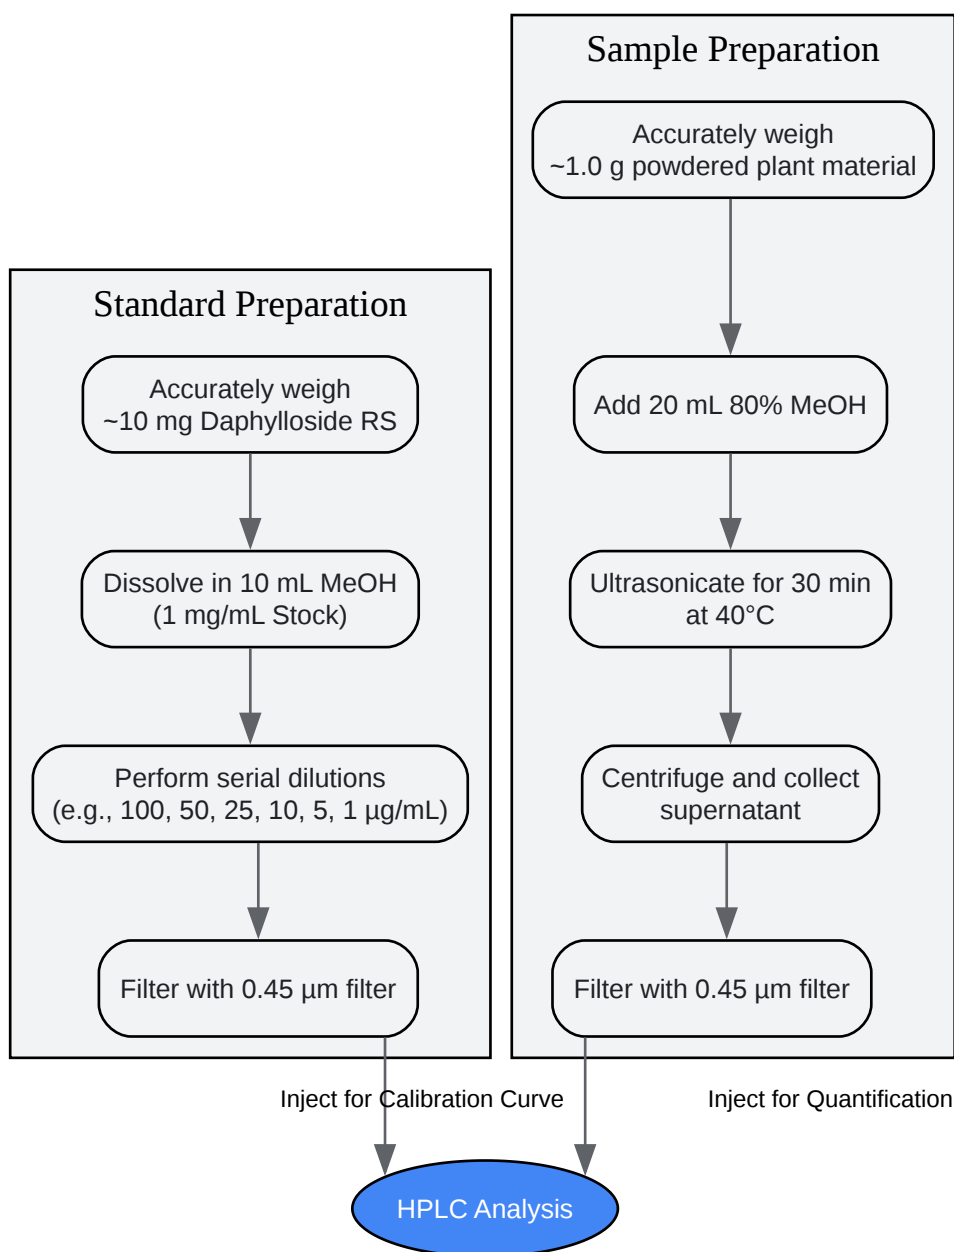 Sample Preparation
Accurately weigh
~1.0 g powdered plant material
Add 20 mL 80% MeOH
Ultrasonicate for 30 min
at 40°C
Centrifuge and collect
supernatant
Filter with 0.45 µm filter
Standard Preparation
Accurately weigh
~10 mg Daphylloside RS
Dissolve in 10 mL MeOH
(1 mg/mL Stock)
Perform serial dilutions
(e.g., 100, 50, 25, 10, 5, 1 µg/mL)
Filter with 0.45 µm filter
Inject for Calibration Curve
Inject for Quantification
HPLC Analysis